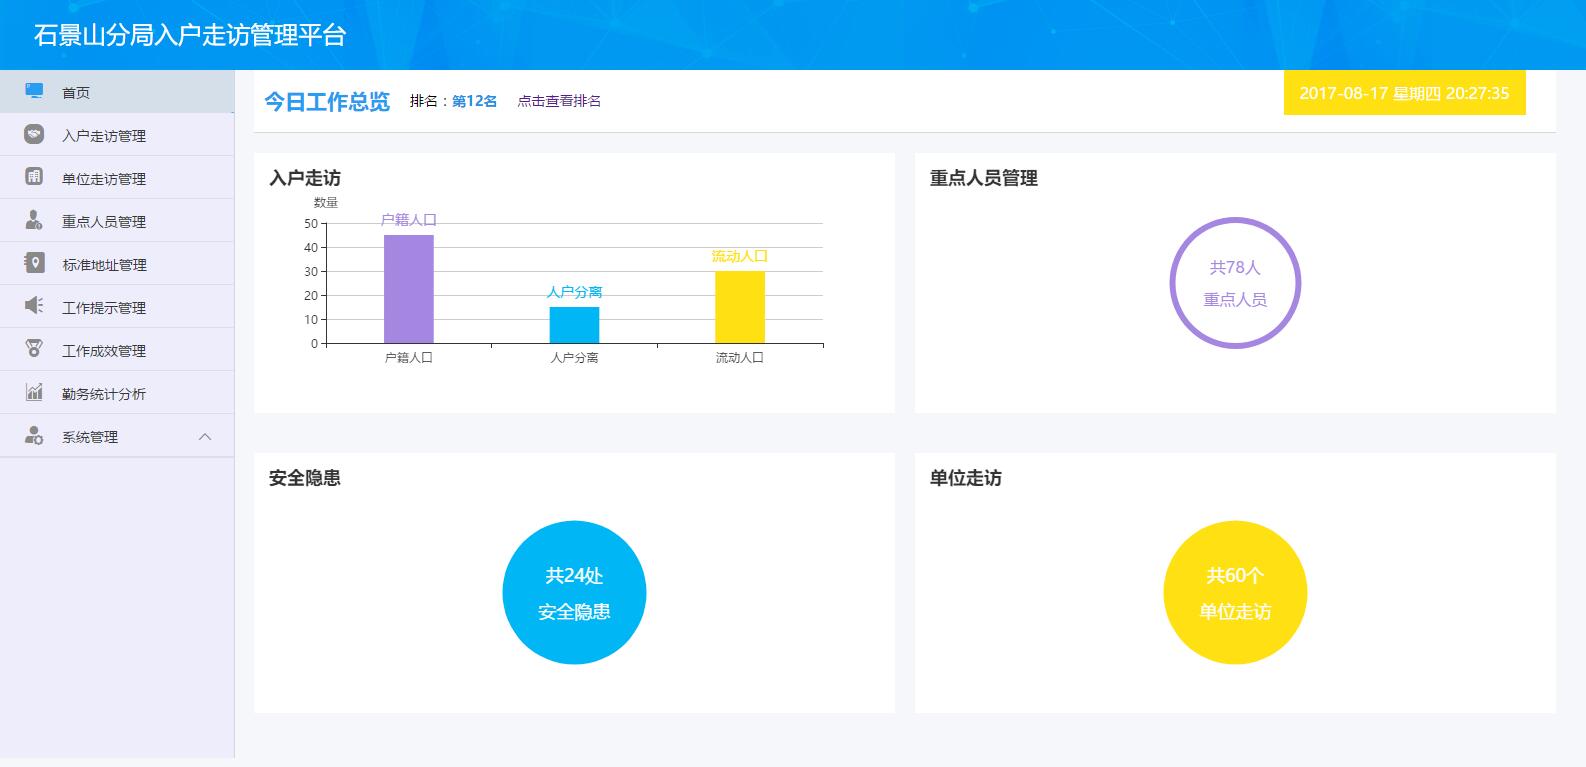 石景山分局入户走访管理平台
首页
入户走访管理
单位走访管理
重点人员管理
标准地址管理
工作提示管理
工作成效管理
勤务统计分析
系统管理
今日工作总览 排名：第12名 点击查看排名
2017-08-17 星期四 20:27:35
入户走访
数量
50
40
30
20
10
0
户籍人口
人户分离
流动人口
户籍人口 人户分离 流动人口
重点人员管理
共78人
重点人员
安全隐患
共24处
安全隐患
单位走访
共60个
单位走访